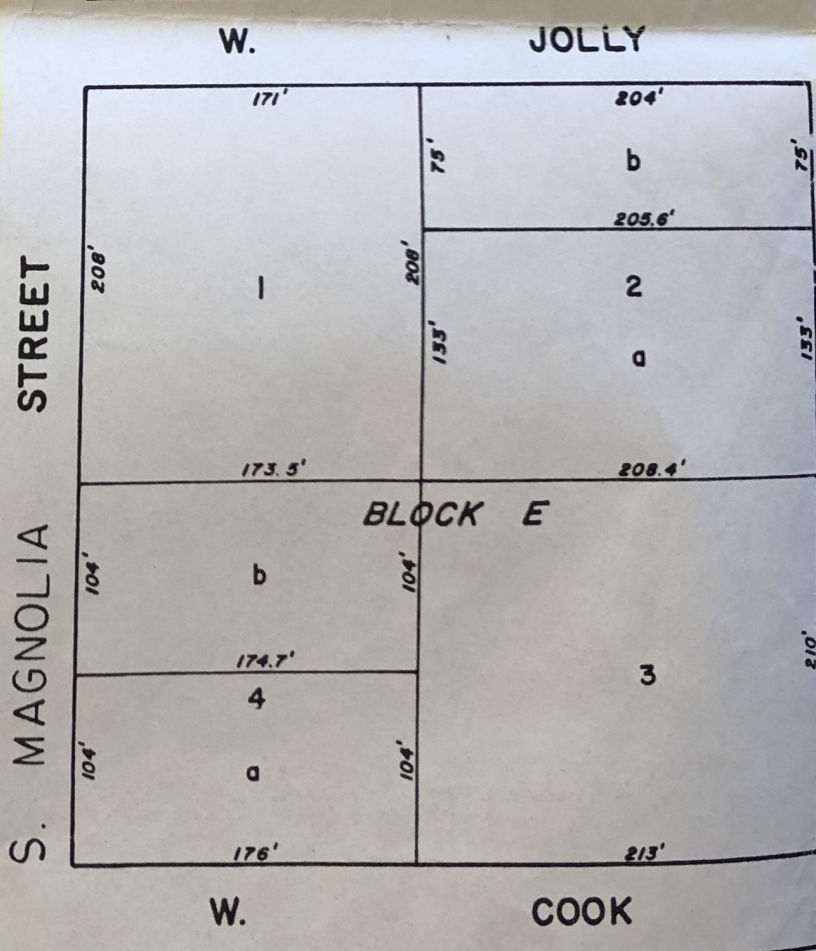 W. JOLLY
171' 204'
75' b 75'
205.6'
208' 1 208' 2
133' a 133'
173.5' 208.4'
S. MAGNOLIA STREET
BLOCK E
104' b 104'
174.7' 210'
4 3
104' a 104'
176' 213'
W. COOK